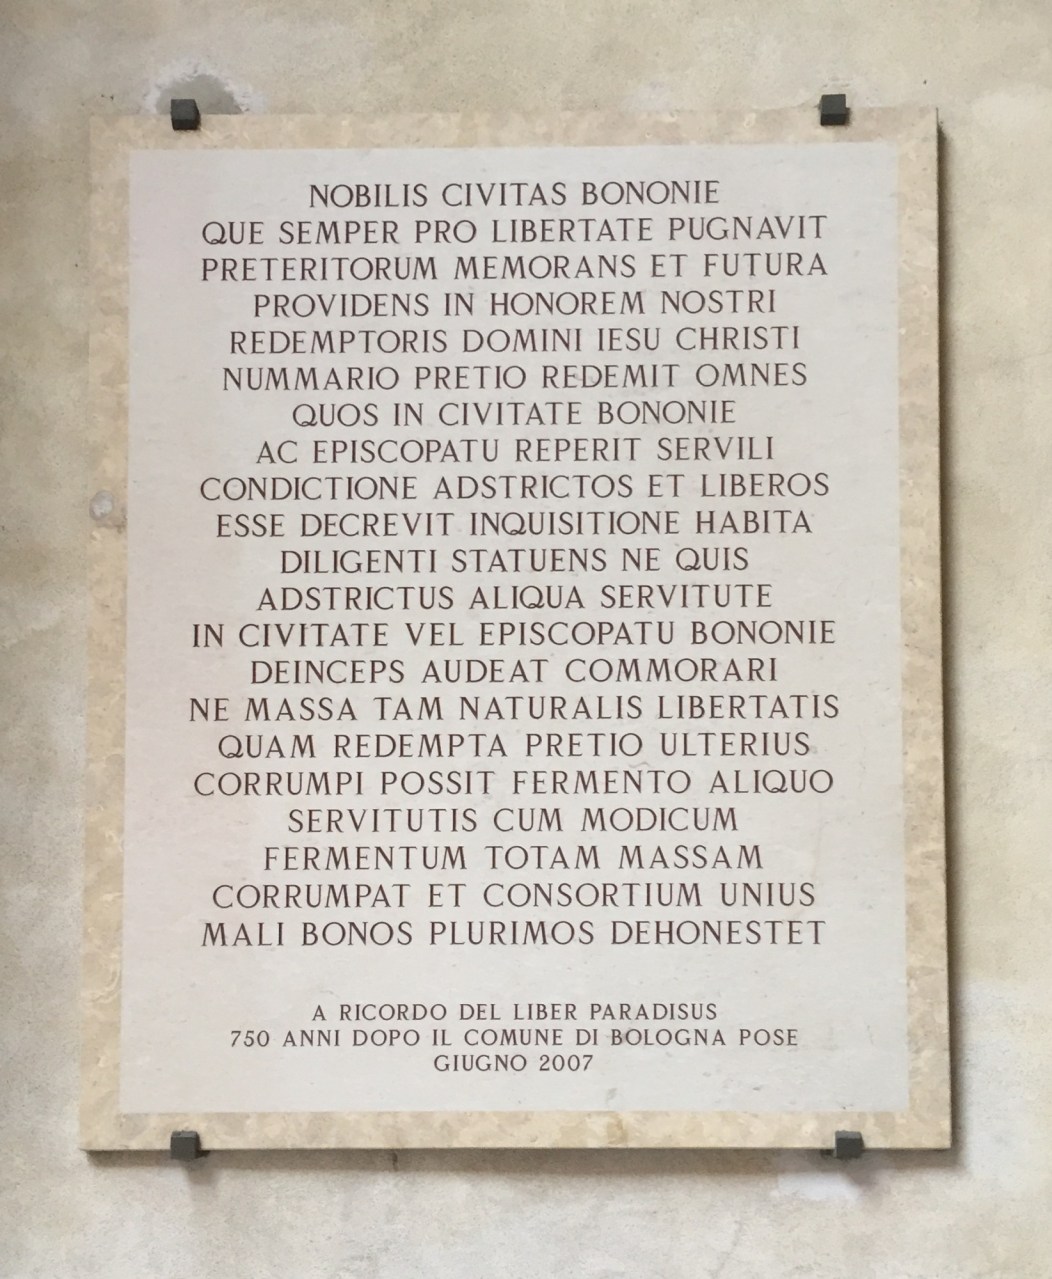 NOBILIS CIVITAS BONONIE
QUE SEMPER PRO LIBERTATE PUGNAVIT
PRETERITORUM MEMORANS ET FUTURA
PROVIDENS IN HONOREM NOSTRI
REDEMPTORIS DOMINI IESU CHRISTI
NUMMARIO PRETIO REDEMIT OMNES
QUOS IN CIVITATE BONONIE
AC EPISCOPATU REPERIT SERVILI
CONDICTIONE ADSTRICTOS ET LIBEROS
ESSE DECREVIT INQUISITIONE HABITA
DILIGENTI STATUENS NE QUIS
ADSTRICTUS ALIQUA SERVITUTE
IN CIVITATE VEL EPISCOPATU BONONIE
DEINCEPS AUDEAT COMMORARI
NE MASSA TAM NATURALIS LIBERTATIS
QUAM REDEMPTA PRETIO ULTERIUS
CORRUMPI POSSIT FERMENTO ALIQUO
SERVITUTIS CUM MODICUM
FERMENTUM TOTAM MASSAM
CORRUMPAT ET CONSORTIUM UNIUS
MALI BONOS PLURIMOS DEHONESTET
A RICORDO DEL LIBER PARADISUS
750 ANNI DOPO IL COMUNE DI BOLOGNA POSE
GIUGNO 2007